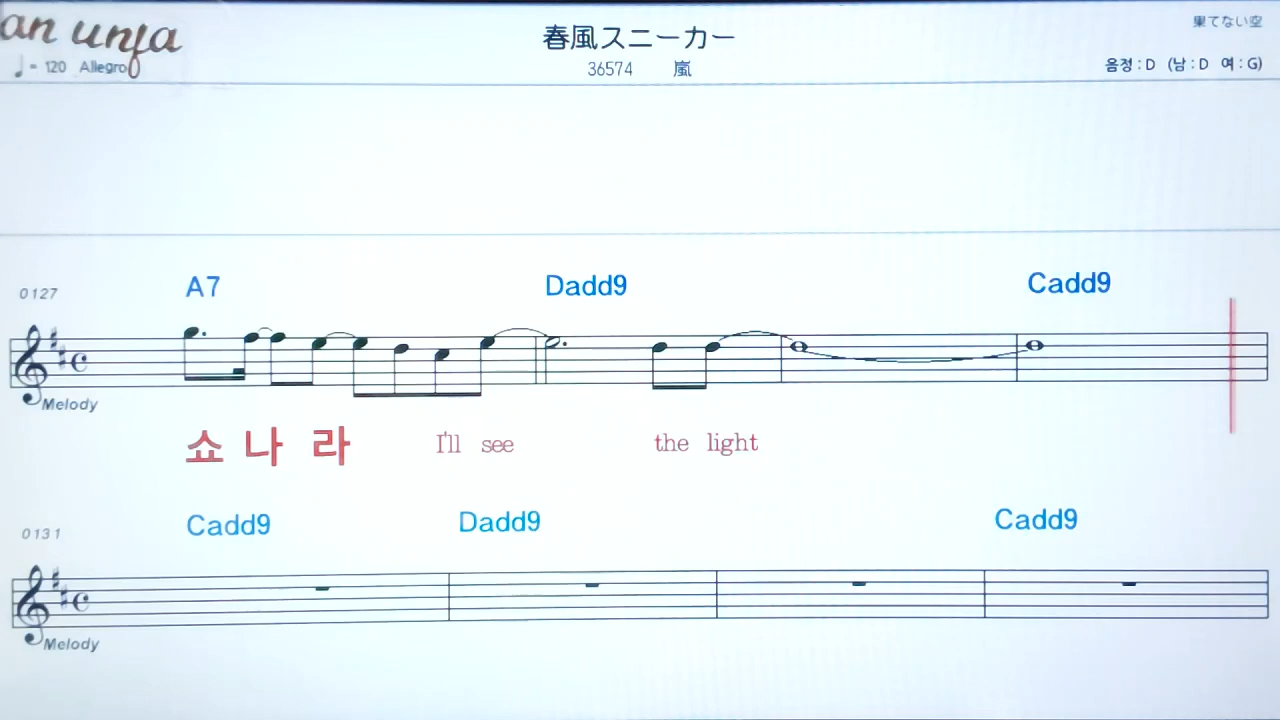 an unfa
春風スニーカー
果てない空
♩= 120 Allegro
36574 嵐
음정 : D (남 : D 여 : G)
0127 A7 Dadd9 Cadd9
Melody
쇼 나 라 I'll see the light
0131 Cadd9 Dadd9 Cadd9
Melody